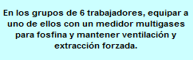 En los grupos de 6 trabajadores, equipar a
uno de ellos con un medidor multigases
para fosfina y mantener ventilación y
extracción forzada.